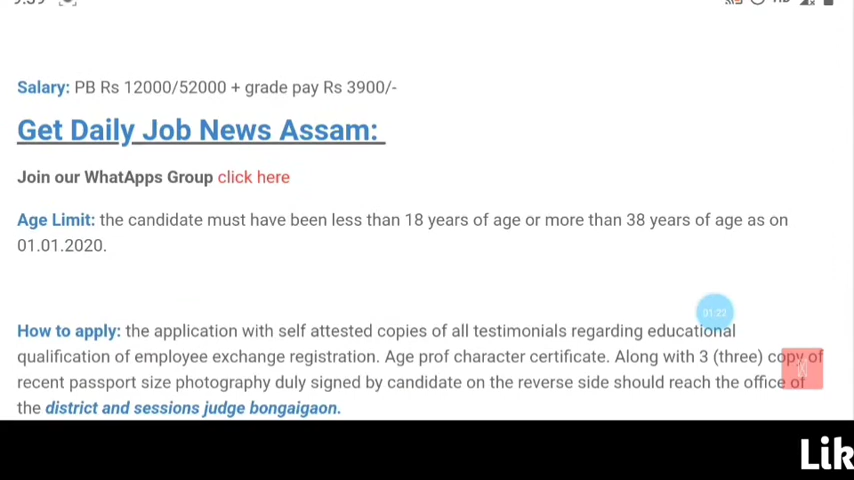 Salary: PB Rs 12000/52000 + grade pay Rs 3900/-
Get Daily Job News Assam:
Join our WhatApps Group click here
Age Limit: the candidate must have been less than 18 years of age or more than 38 years of age as on
01.01.2020.
01:22
How to apply: the application with self attested copies of all testimonials regarding educational
qualification of employee exchange registration. Age prof character certificate. Along with 3 (three) copy of
recent passport size photography duly signed by candidate on the reverse side should reach the office of
the district and sessions judge bongaigaon.
Lik